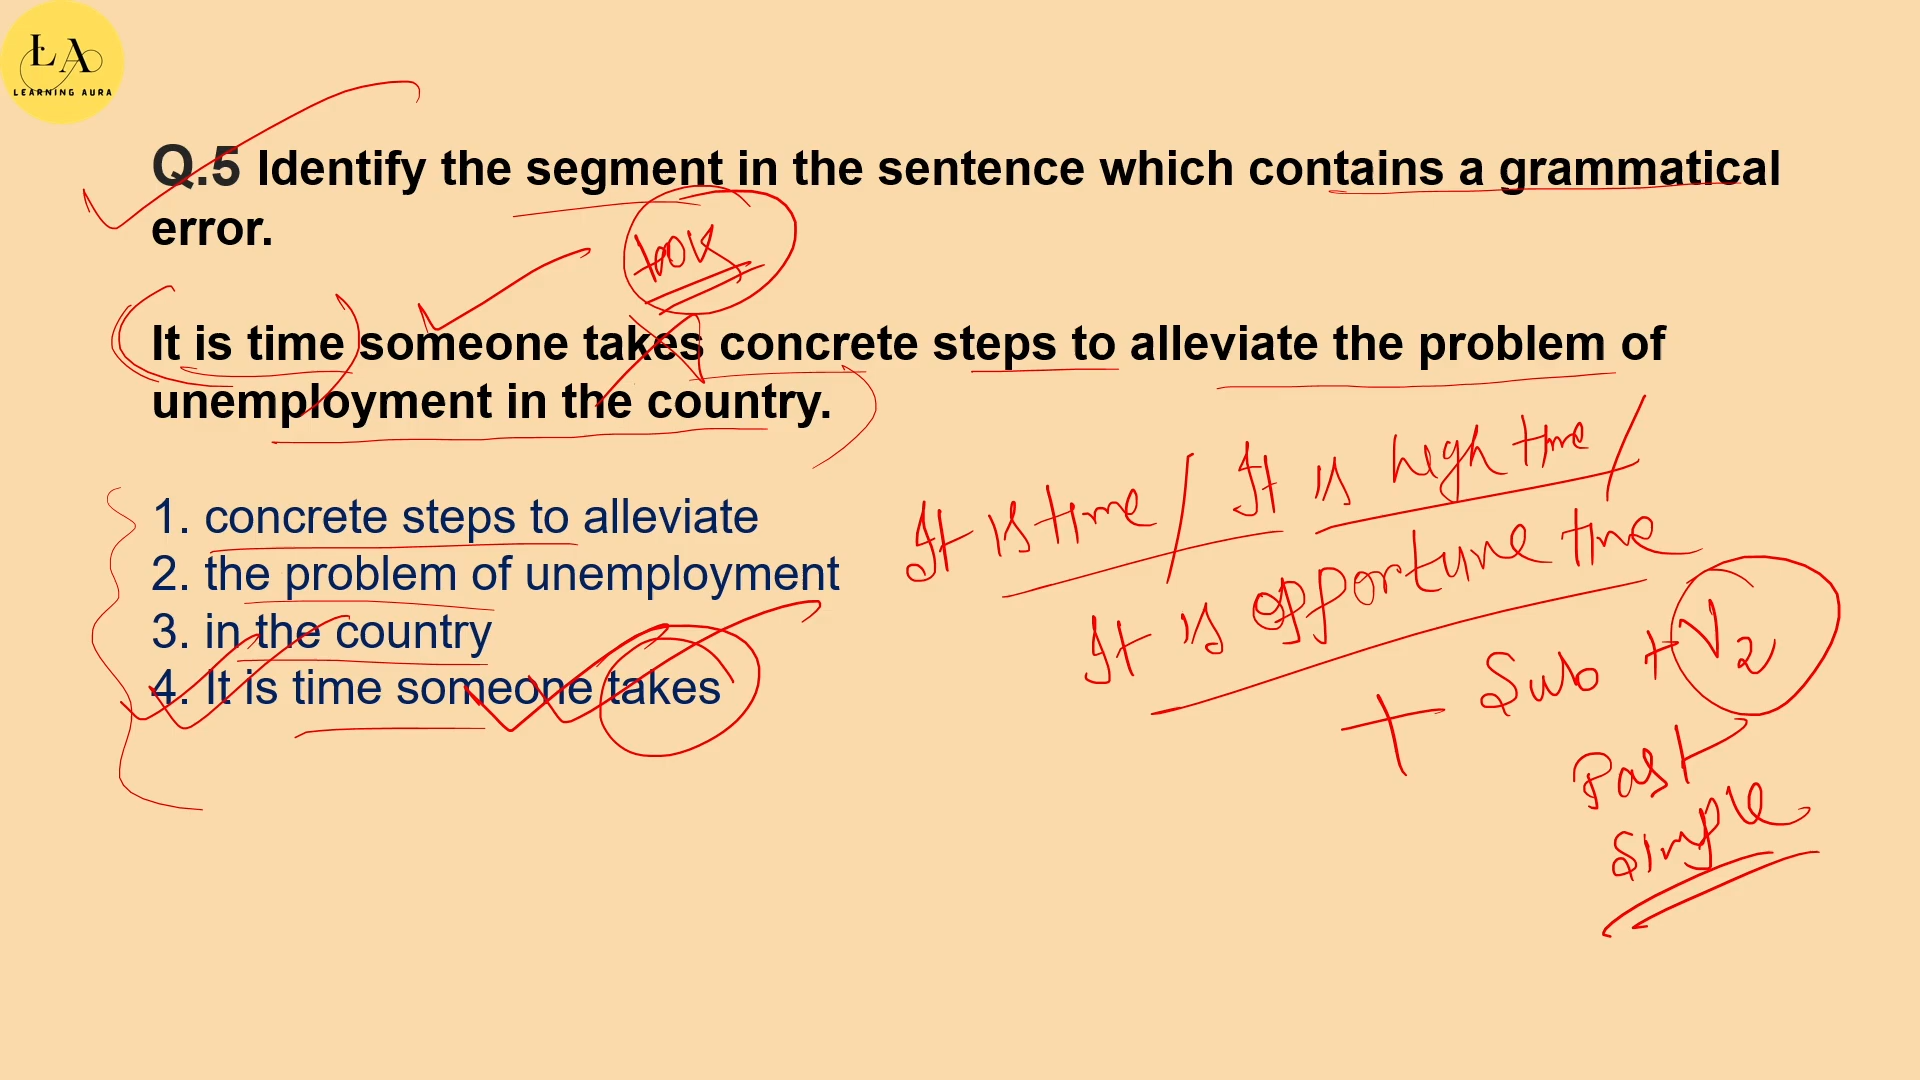 LA
LEARNING AURA
Q.5 Identify the segment in the sentence which contains a grammatical
error.
took
It is time someone takes concrete steps to alleviate the problem of
unemployment in the country.
1. concrete steps to alleviate
2. the problem of unemployment
3. in the country
4. It is time someone takes
It is time / It is high time /
It is opportune time
+ Sub + V2
Past
Simple